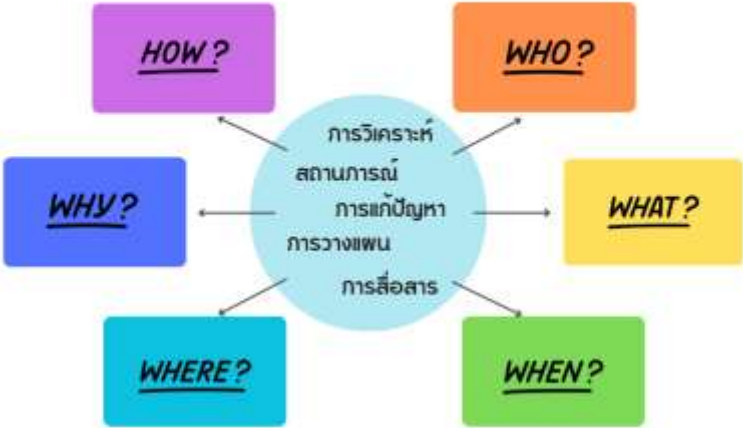 HOW?
WHO?
การวิเคราะห์
สถานการณ์
การแก้ปัญหา
การวางแผน
การสื่อสาร
WHY?
WHAT?
WHERE?
WHEN?